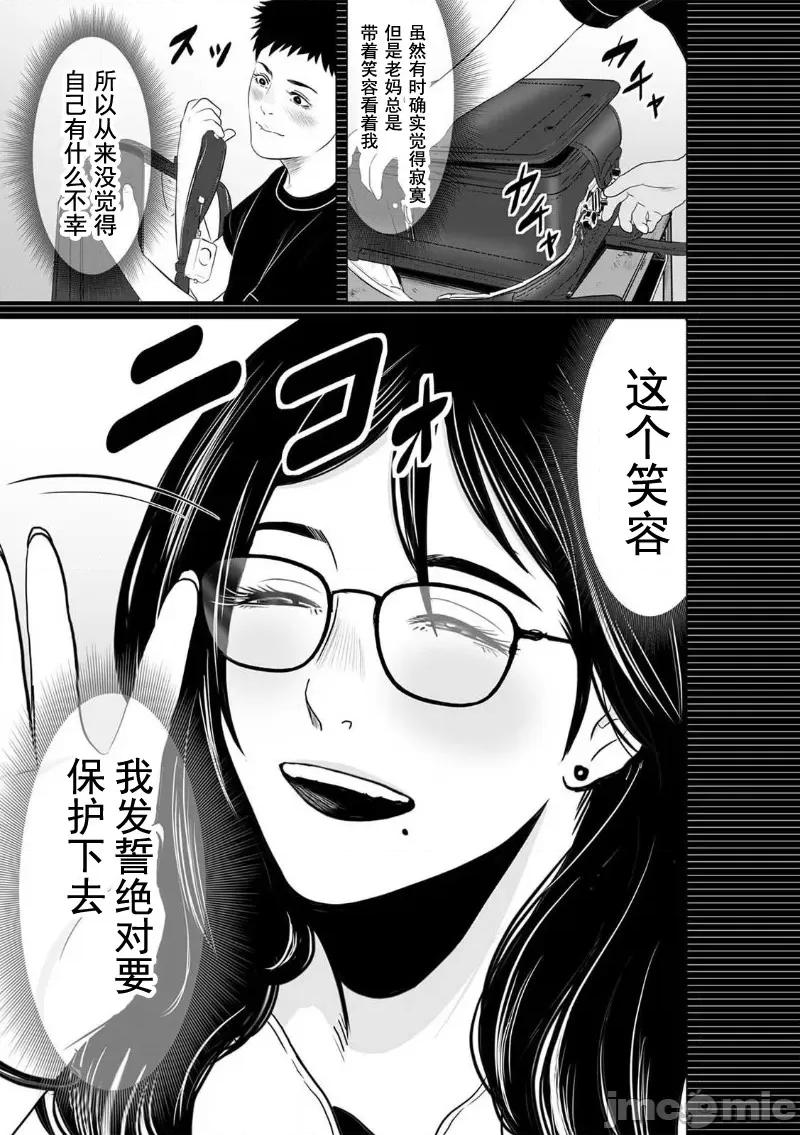 虽然有时确实觉得寂寞
但是老妈总是
带着笑容看着我
カチャ
カチャ
所以从来没觉得
自己有什么不幸
这个笑容
ニコォ
我发誓绝对要
保护下去
jmcomic